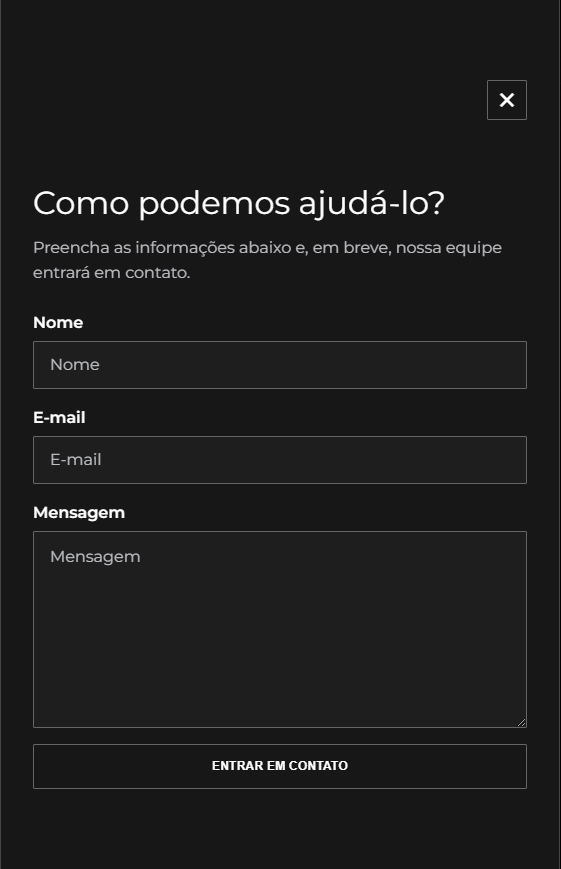 Como podemos ajudá-lo?
Preencha as informações abaixo e, em breve, nossa equipe
entrará em contato.
Nome
Nome
E-mail
E-mail
Mensagem
Mensagem
ENTRAR EM CONTATO